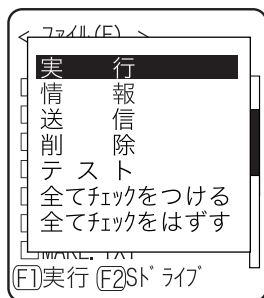 < ファイル(F) >
実 行
情 報
送 信
削 除
テ ス ト
全てﾁｪｯｸをつける
全てﾁｪｯｸをはずす
MAKE. TXT
F1)実行 F2Sﾄﾞﾗｲﾌﾞ